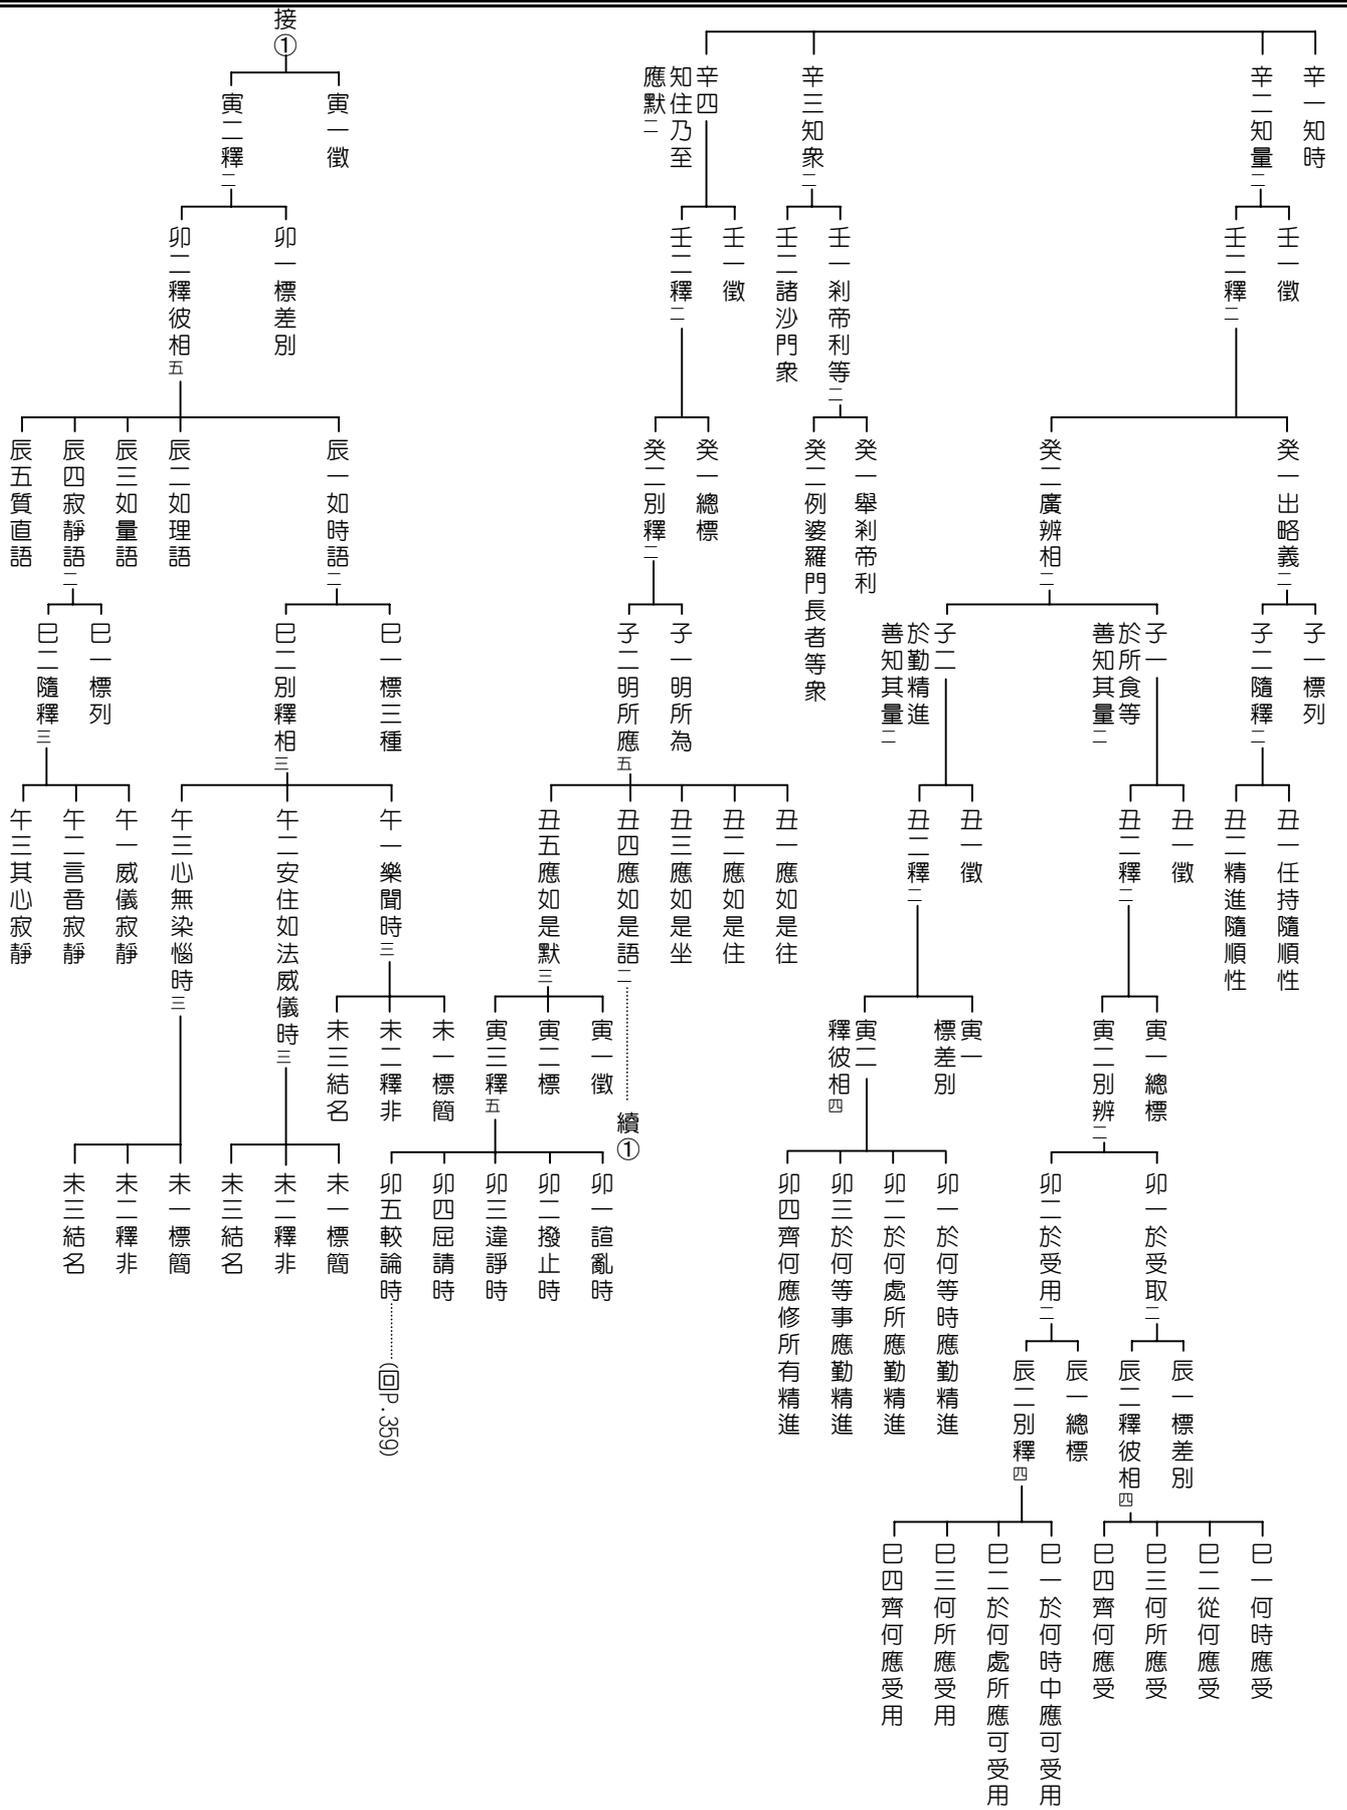 辛一知時
辛二知量二
壬一徵
壬二釋二
癸一出略義二
子一標列
子二隨釋二
丑一任持隨順性
丑二精進隨順性
癸二廣辨相二
子一
於所食等
善知其量二
丑一徵
丑二釋二
寅一總標
寅二別辨二
卯一於受取二
辰一標差別
辰二釋彼相四
巳一何時應受
巳二從何應受
巳三何所應受
巳四齊何應受
卯二於受用二
辰一總標
辰二別釋四
巳一於何時中應可受用
巳二於何處所應可受用
巳三何所應受用
巳四齊何應受用
子二
於勤精進
善知其量二
丑一徵
丑二釋二
寅一
標差別
寅二
釋彼相四
卯一於何等時應勤精進
卯二於何處所應勤精進
卯三於何等事應勤精進
卯四齊何應修所有精進
辛三知衆二
壬一剎帝利等二
癸一舉剎帝利
癸二例婆羅門長者等衆
壬二諸沙門衆
辛四
知住乃至
應默二
壬一徵
壬二釋二
癸一總標
癸二別釋二
子一明所為
子二明所應五
丑一應如是往
丑二應如是住
丑三應如是坐
丑四應如是語二
續①
丑五應如是默三
寅一徵
寅二標
寅三釋五
卯一諠亂時
卯二撥止時
卯三違諍時
卯四屈請時
卯五較論時
(回P.359)
接①
寅一徵
寅二釋二
卯一標差別
卯二釋彼相五
辰一如時語二
巳一標三種
巳二別釋相三
午一樂聞時三
未一標簡
未二釋非
未三結名
午二安住如法威儀時三
未一標簡
未二釋非
未三結名
午三心無染惱時三
未一標簡
未二釋非
未三結名
辰二如理語
辰三如量語
辰四寂靜語二
巳一標列
巳二隨釋三
午一威儀寂靜
午二言音寂靜
午三其心寂靜
辰五質直語